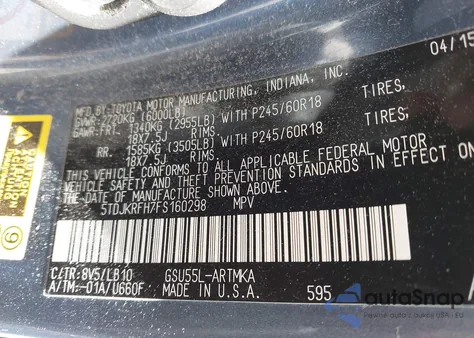 04/15
MFD. BY: TOYOTA MOTOR MANUFACTURING, INDIANA, INC.
GVWR: 2720KG (6000LB)
GAWR: FRT. 1340KG (2955LB) WITH P245/60R18 TIRES,
18X7.5J RIMS,
RR. 1585KG (3505LB) WITH P245/60R18 TIRES,
18X7.5J RIMS,
THIS VEHICLE CONFORMS TO ALL APPLICABLE FEDERAL MOTOR
VEHICLE SAFETY AND THEFT PREVENTION STANDARDS IN EFFECT ON
THE DATE OF MANUFACTURE SHOWN ABOVE.
5TDJKRFH7FS160298 MPV
C/TR: 8V5/LB10 GSU55L-ARTMKA
A/TM: -01A/U660F MADE IN U.S.A. 595
autoSnap